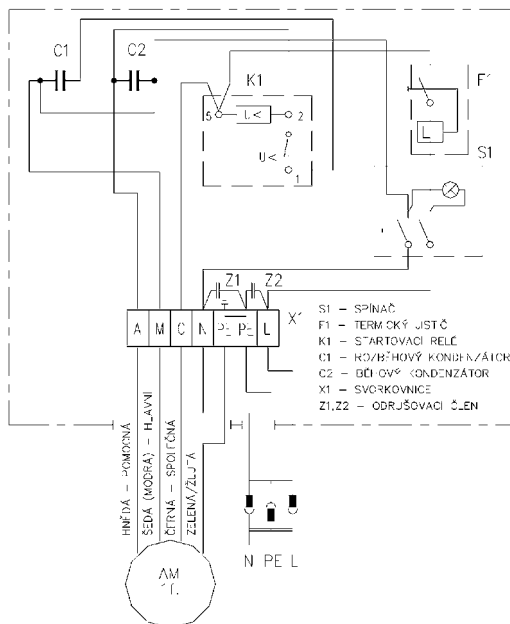 C1
C2
K1
F1
5
U<
2
U<
1
L
S1
Z1
Z2
A
M
C
N
PE
PE
L
X1
S1 – SPÍNAČ
F1 – TERMICKÝ JISTIČ
K1 – STARTOVACÍ RELÉ
C1 – ROZBĚHOVÝ KONDENZÁTOR
C2 – BĚHOVÝ KONDENZÁTOR
X1 – SVORKOVNICE
Z1,Z2 – ODRUŠOVACÍ ČLEN
HNĚDÁ – POMOCNÁ
ŠEDÁ (MODRÁ) – HLAVNÍ
ČERNÁ – SPOLEČNÁ
ZELENÁ/ŽLUTÁ
N PE L
AM